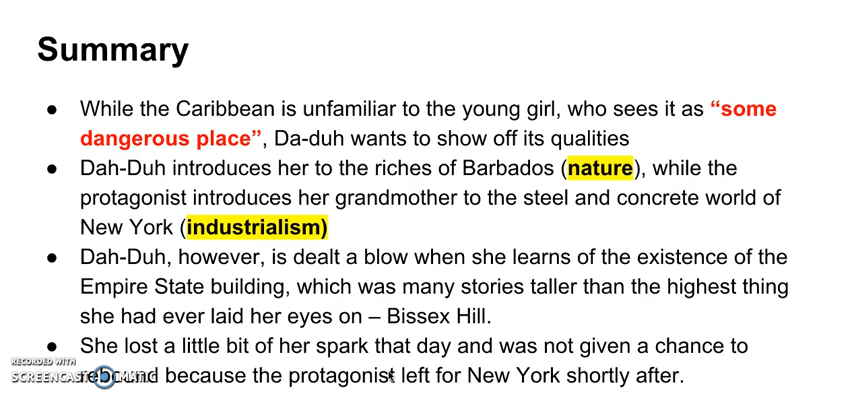 Summary
● While the Caribbean is unfamiliar to the young girl, who sees it as “some
dangerous place”, Da-duh wants to show off its qualities
● Dah-Duh introduces her to the riches of Barbados (nature), while the
protagonist introduces her grandmother to the steel and concrete world of
New York (industrialism)
● Dah-Duh, however, is dealt a blow when she learns of the existence of the
Empire State building, which was many stories taller than the highest thing
she had ever laid her eyes on – Bissex Hill.
● She lost a little bit of her spark that day and was not given a chance to
rebound because the protagonist left for New York shortly after.
RECORDED WITH
SCREENCAST-O-MATIC